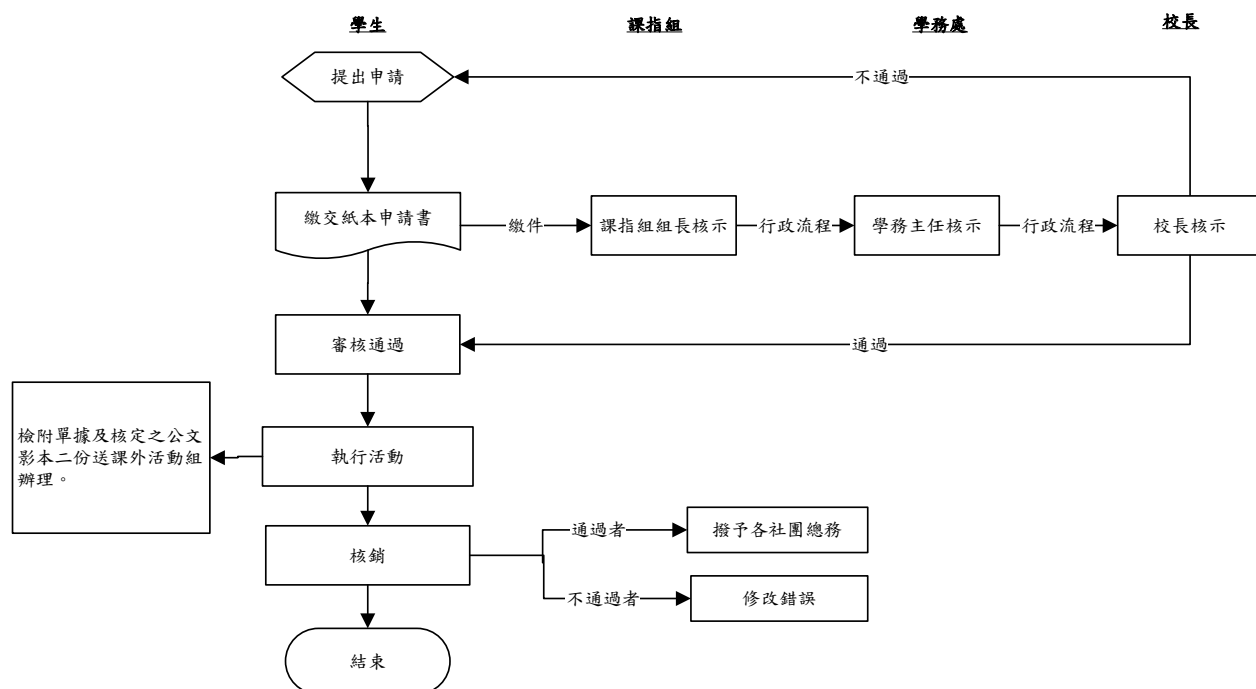 學生
課指組
學務處
校長
提出申請
不通過
繳交紙本申請書
繳件
課指組組長核示
行政流程
學務主任核示
行政流程
校長核示
審核通過
通過
檢附單據及核定之公文
影本二份送課外活動組
辦理。
執行活動
核銷
通過者
撥予各社團總務
不通過者
修改錯誤
結束